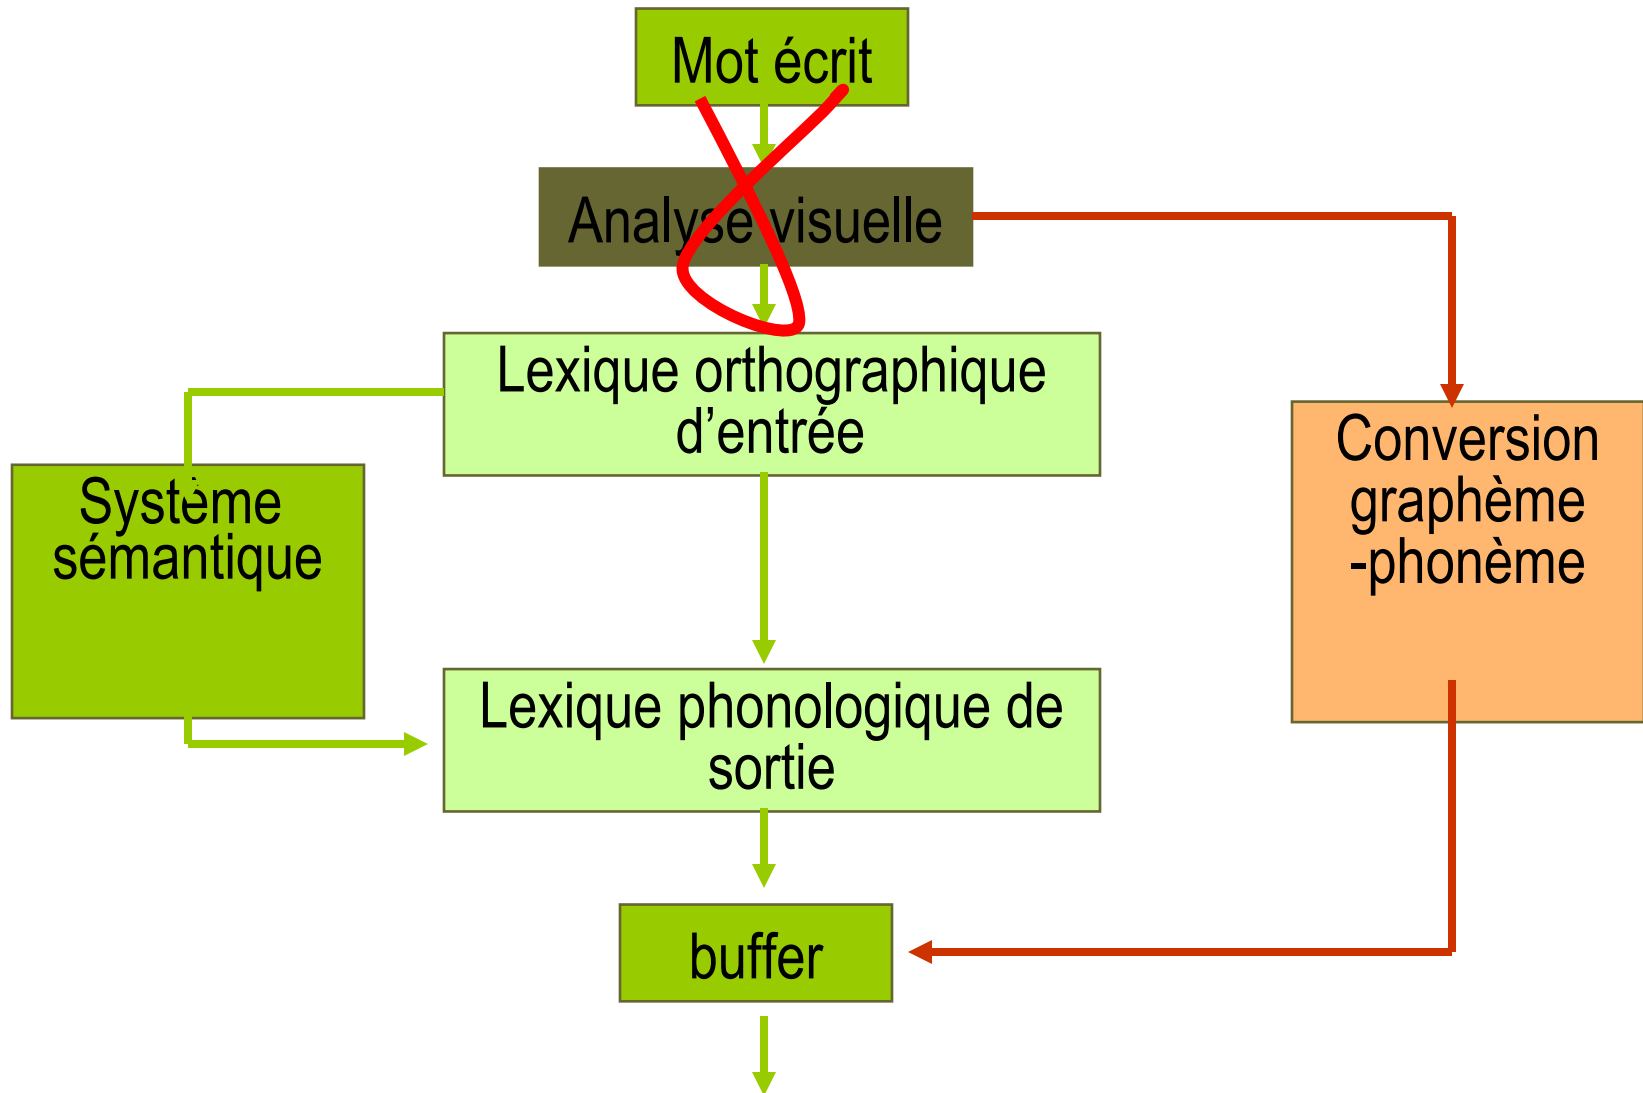 Mot écrit
Analyse visuelle
Lexique orthographique
d’entrée
Conversion
graphème
-phonème
Système
sémantique
Lexique phonologique de
sortie
buffer